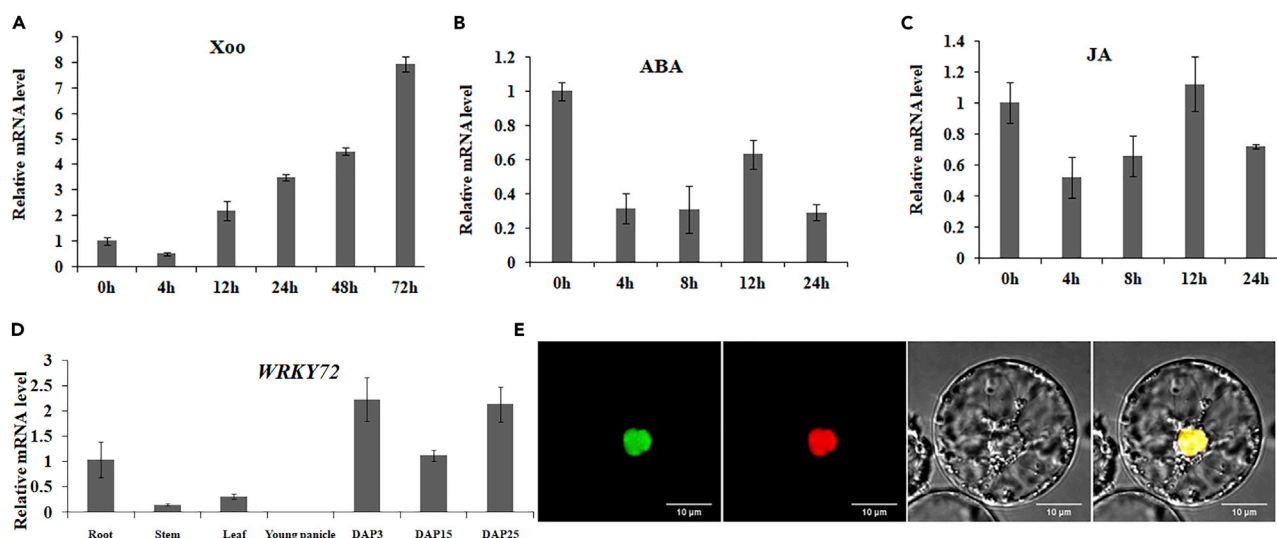 A
Xoo
Relative mRNA level
9
8
7
6
5
4
3
2
1
0
0h 4h 12h 24h 48h 72h
B
ABA
Relative mRNA level
1.2
1
0.8
0.6
0.4
0.2
0
0h 4h 8h 12h 24h
C
JA
Relative mRNA level
1.4
1.2
1
0.8
0.6
0.4
0.2
0
0h 4h 8h 12h 24h
D
WRKY72
Relative mRNA level
3
2.5
2
1.5
1
0.5
0
Root Stem Leaf Young panicle DAP3 DAP15 DAP25
E
10 μm
10 μm
10 μm
10 μm